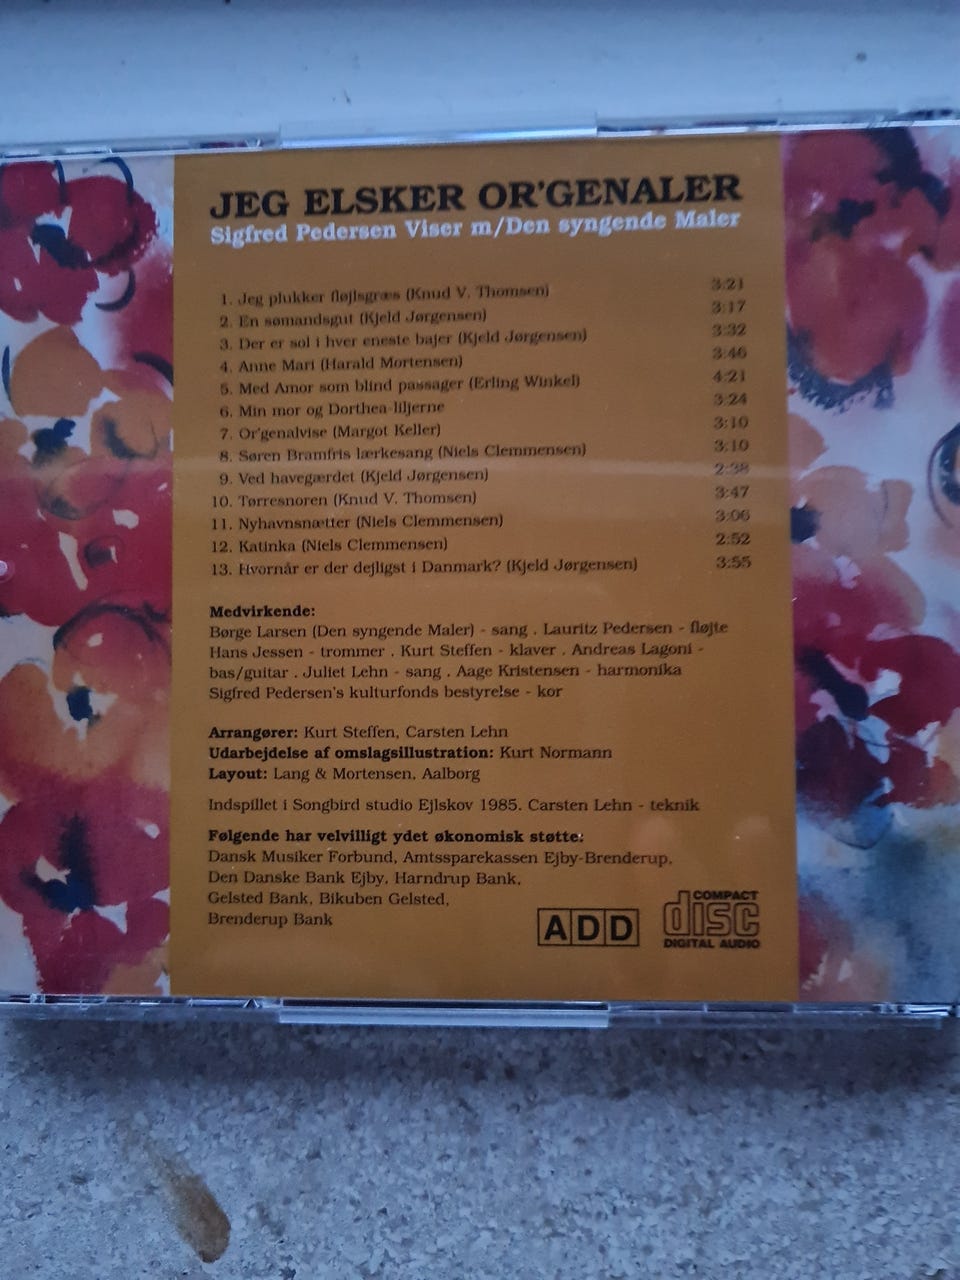 JEG ELSKER OR'GENALER
Sigfred Pedersen Viser m/Den syngende Maler
1. Jeg plukker fløjlsgræs (Knud V. Thomsen) 3:21
2. En sømandsgut (Kjeld Jørgensen) 3:17
3. Der er sol i hver eneste bajer (Kjeld Jørgensen) 3:32
4. Anne Mari (Harald Mortensen) 3:46
5. Med Amor som blind passager (Erling Winkel) 4:21
6. Min mor og Dorthea-liljerne 3:24
7. Or'genalvise (Margot Keller) 3:10
8. Søren Bramfris lærkesang (Niels Clemmensen) 3:10
9. Ved havegærdet (Kjeld Jørgensen) 2:38
10. Tørresnoren (Knud V. Thomsen) 3:47
11. Nyhavnsnætter (Niels Clemmensen) 3:06
12. Katinka (Niels Clemmensen) 2:52
13. Hvornår er der dejligst i Danmark? (Kjeld Jørgensen) 3:55
Medvirkende:
Børge Larsen (Den syngende Maler) - sang . Lauritz Pedersen - fløjte
Hans Jessen - trommer . Kurt Steffen - klaver . Andreas Lagoni -
bas/guitar . Juliet Lehn - sang . Aage Kristensen - harmonika
Sigfred Pedersen's kulturfonds bestyrelse - kor
Arrangører: Kurt Steffen, Carsten Lehn
Udarbejdelse af omslagsillustration: Kurt Normann
Layout: Lang & Mortensen, Aalborg
Indspillet i Songbird studio Ejlskov 1985. Carsten Lehn - teknik
Følgende har velvilligt ydet økonomisk støtte:
Dansk Musiker Forbund, Amtssparekassen Ejby-Brenderup,
Den Danske Bank Ejby, Harndrup Bank,
Gelsted Bank, Bikuben Gelsted,
Brenderup Bank
ADD
COMPACT
disc
DIGITAL AUDIO